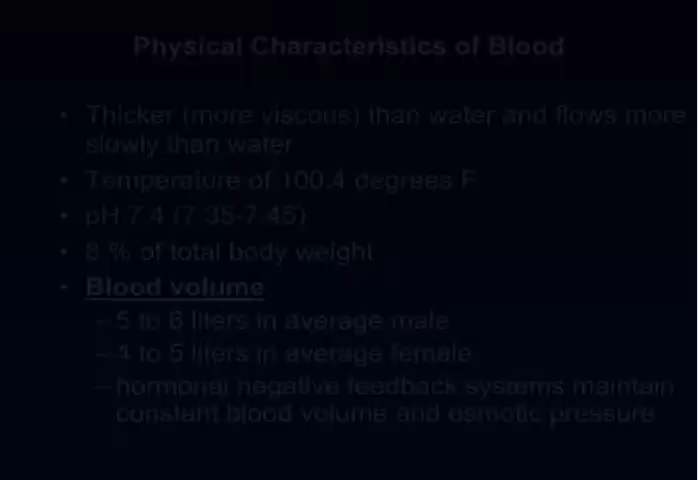 Physical Characteristics of Blood
• Thicker (more viscous) than water and flows more
slowly than water
• Temperature of 100.4 degrees F
• pH 7.4 (7.35-7.45)
• 8 % of total body weight
• Blood volume
– 5 to 6 liters in average male
– 4 to 5 liters in average female
– hormonal negative feedback systems maintain
constant blood volume and osmotic pressure